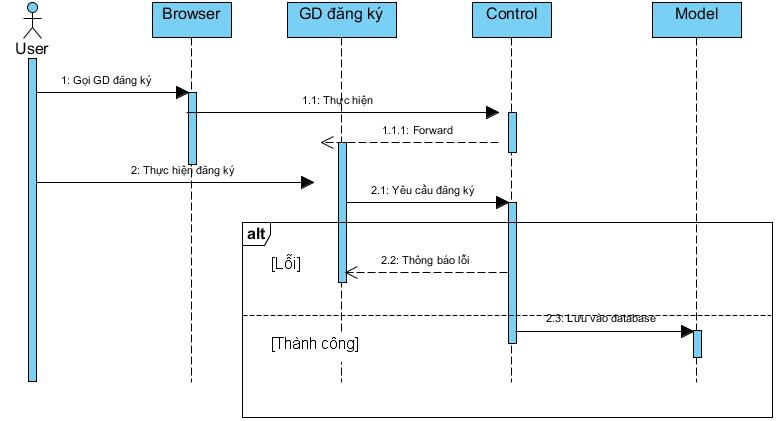 Browser
GD đăng ký
Control
Model
User
1: Gọi GD đăng ký
1.1: Thực hiện
1.1.1: Forward
2: Thực hiện đăng ký
2.1: Yêu cầu đăng ký
alt
[Lỗi]
2.2: Thông báo lỗi
2.3: Lưu vào database
[Thành công]